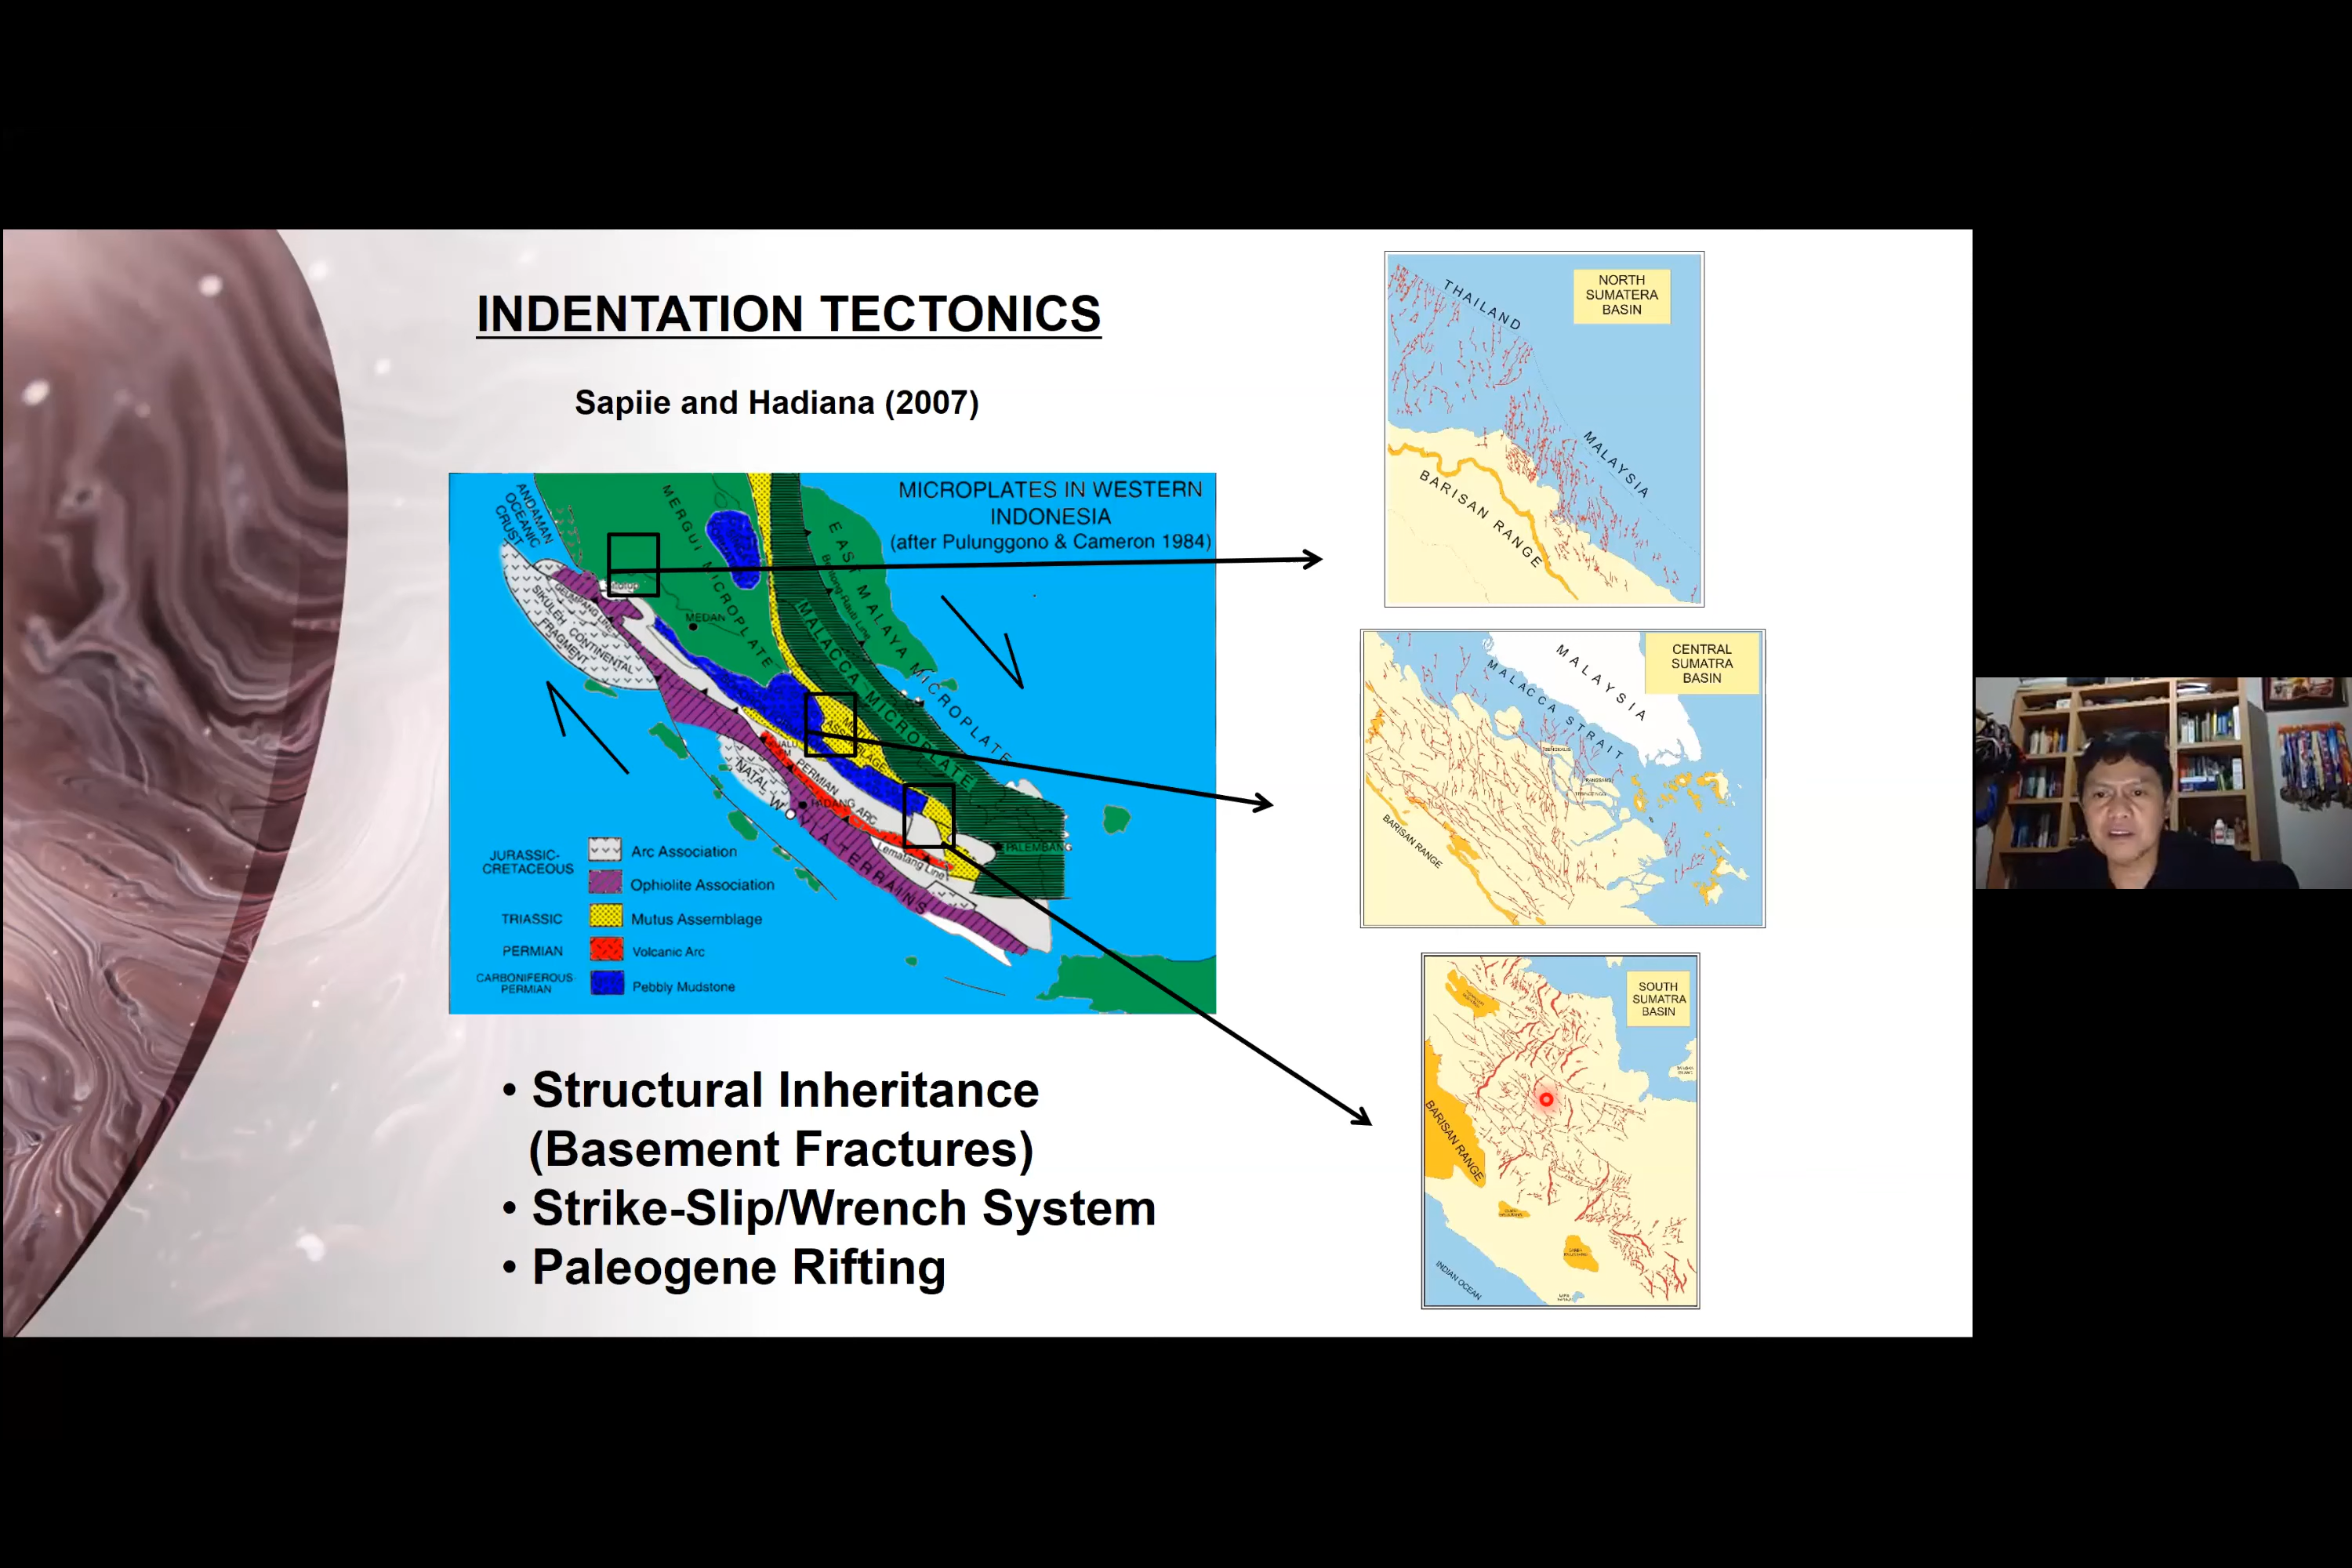 INDENTATION TECTONICS
Sapiie and Hadiana (2007)
MICROPLATES IN WESTERN
INDONESIA
(after Pulunggono & Cameron 1984)
ANDAMAN
OCEANIC
CRUST
MERGUI MICROPLATE
EAST MALAYA MICROPLATE
MALACCA MICROPLATE
SIKULEH CONTINENTAL
FRAGMENT
MEDAN
NATAL
PERMIAN
ARC
PADANG
WOYLA TERRAINS
Lematang Line
PALEMBANG
JURASSIC-
CRETACEOUS
Arc Association
Ophiolite Association
TRIASSIC
Mutus Assemblage
PERMIAN
Volcanic Arc
CARBONIFEROUS-
PERMIAN
Pebbly Mudstone
• Structural Inheritance
(Basement Fractures)
• Strike-Slip/Wrench System
• Paleogene Rifting
NORTH
SUMATERA
BASIN
THAILAND
MALAYSIA
BARISAN RANGE
CENTRAL
SUMATRA
BASIN
MALAYSIA
MALACCA STRAIT
BARISAN RANGE
SOUTH
SUMATRA
BASIN
BARISAN RANGE
INDIAN OCEAN